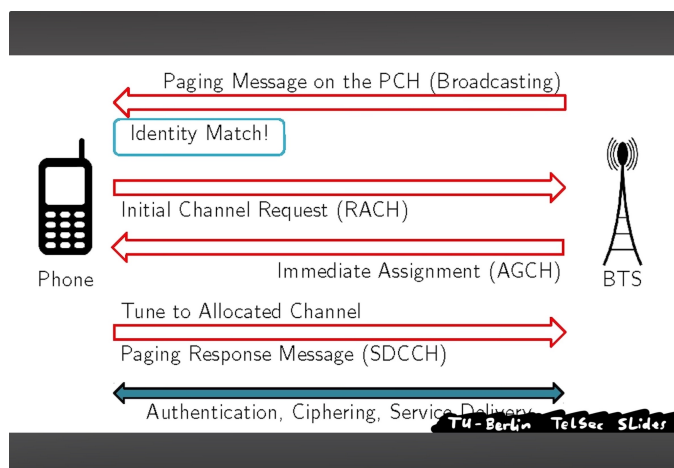 Paging Message on the PCH (Broadcasting)
Identity Match!
Initial Channel Request (RACH)
Immediate Assignment (AGCH)
Phone
BTS
Tune to Allocated Channel
Paging Response Message (SDCCH)
Authentication, Ciphering, Service Delivery
TU-Berlin TelSec SLides